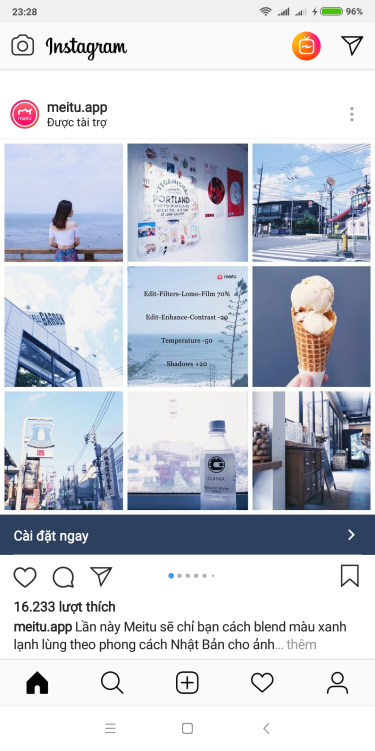 23:28
96%
Instagram
meitu.app
Được tài trợ
PORTLAND
meitu
Edit-Filters-Lomo-Film 70%
Edit-Enhance-Contrast -20
Temperature -50
Shadows +20
Cài đặt ngay
16.233 lượt thích
meitu.app Lần này Meitu sẽ chỉ bạn cách blend màu xanh
lạnh lùng theo phong cách Nhật Bản cho ảnh... thêm